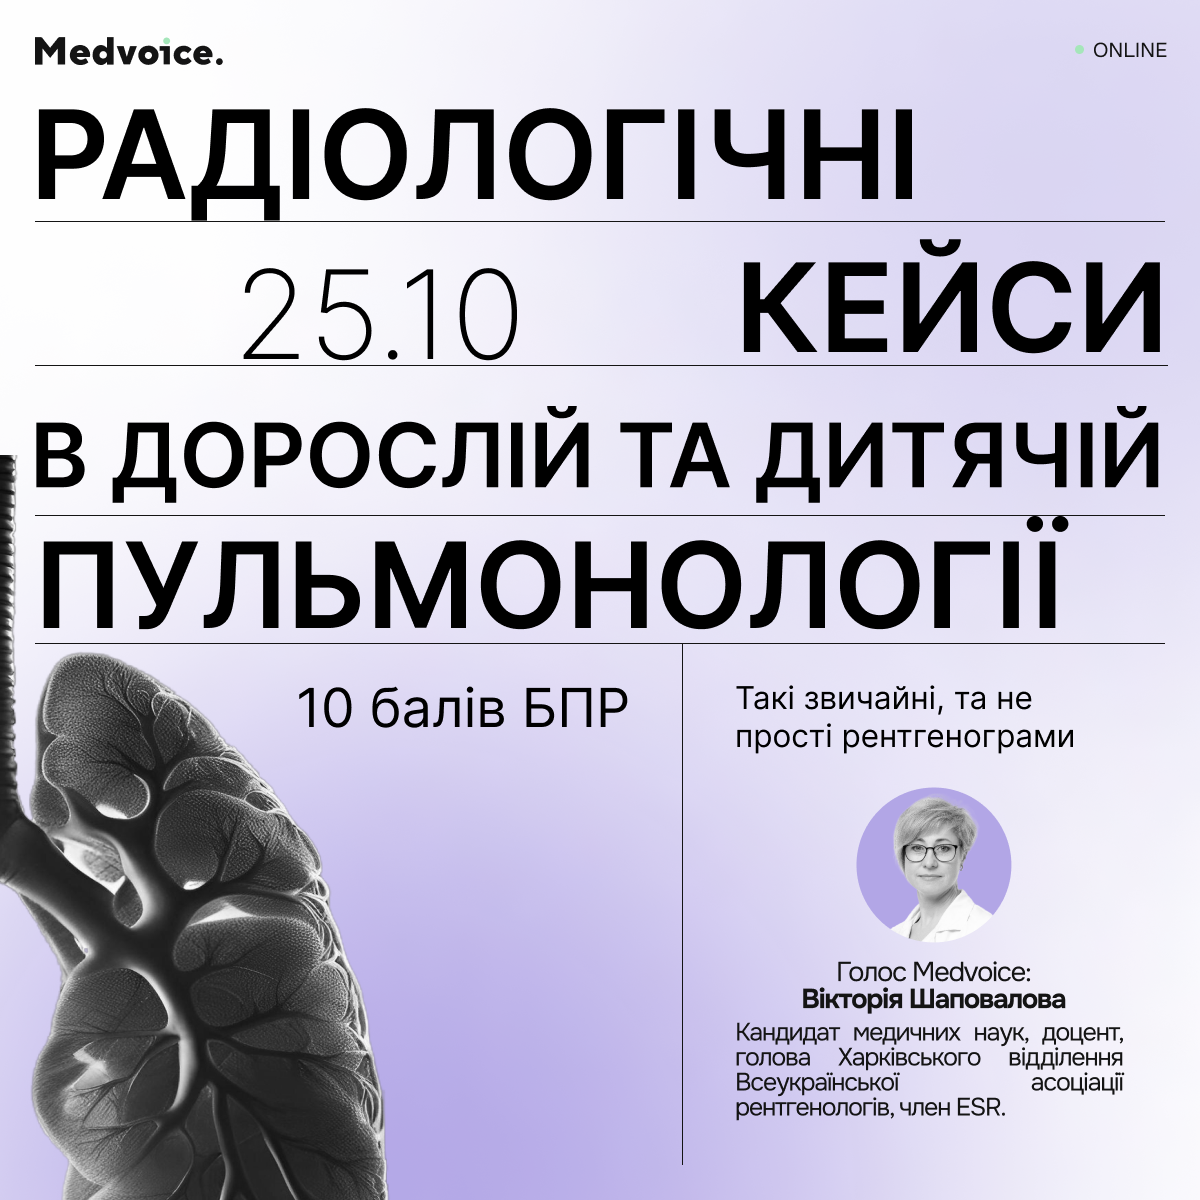 Medvoice.
ONLINE
РАДІОЛОГІЧНІ
25.10 КЕЙСИ
В ДОРОСЛІЙ ТА ДИТЯЧІЙ
ПУЛЬМОНОЛОГІЇ
10 балів БПР
Такі звичайні, та не
прості рентгенограми
Голос Medvoice:
Вікторія Шаповалова
Кандидат медичних наук, доцент,
голова Харківського відділення
Всеукраїнської асоціації
рентгенологів, член ESR.